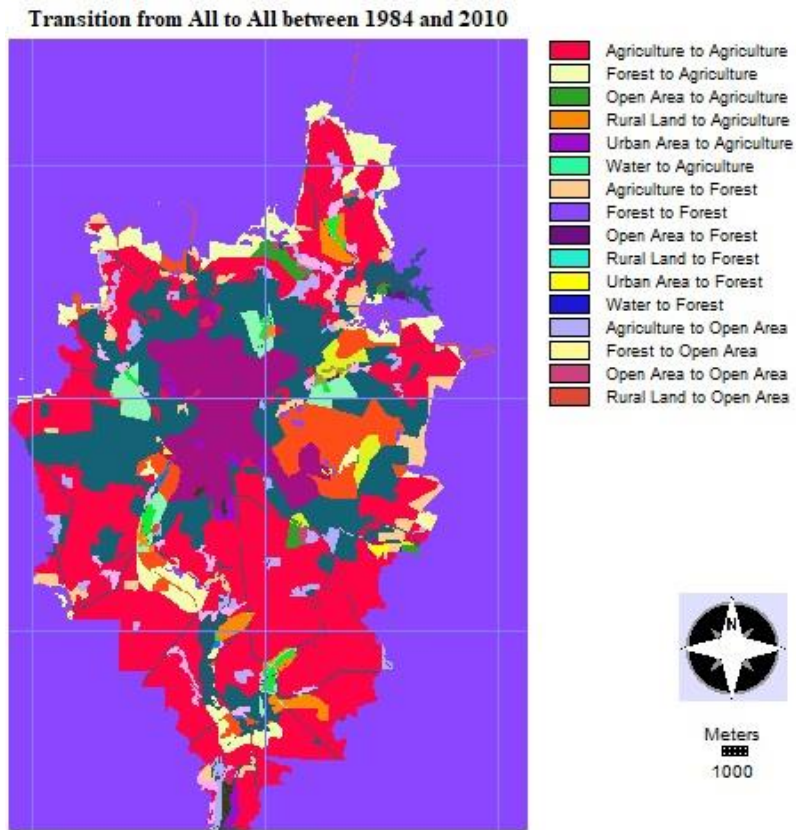 Transition from All to All between 1984 and 2010
Agriculture to Agriculture
Forest to Agriculture
Open Area to Agriculture
Rural Land to Agriculture
Urban Area to Agriculture
Water to Agriculture
Agriculture to Forest
Forest to Forest
Open Area to Forest
Rural Land to Forest
Urban Area to Forest
Water to Forest
Agriculture to Open Area
Forest to Open Area
Open Area to Open Area
Rural Land to Open Area
N
Meters
1000